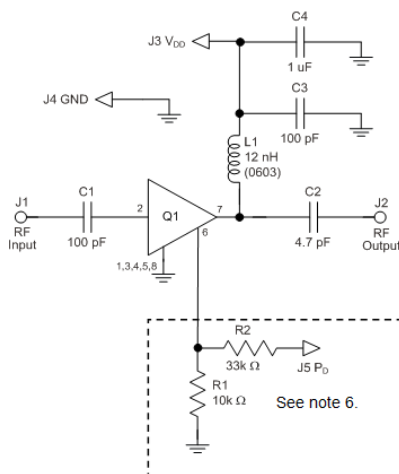 C4
J3 VDD
1 uF
J4 GND
C3
100 pF
L1
12 nH
(0603)
J1
C1
C2
J2
2
Q1
7
6
RF
Input
100 pF
4.7 pF
RF
Output
1,3,4,5,8
R2
33k Ω
J5 PD
R1
10k Ω
See note 6.